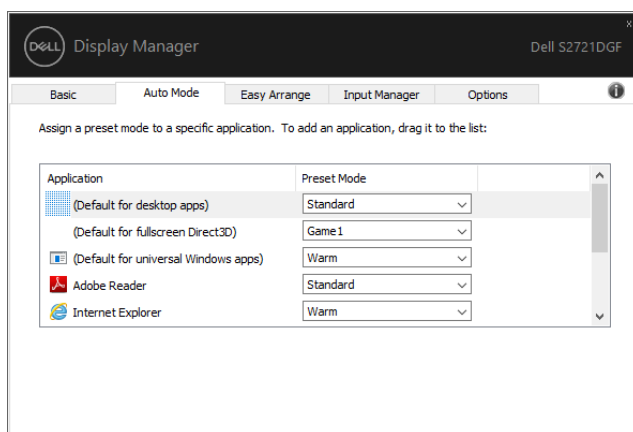 DELL Display Manager Dell S2721DGF
Basic Auto Mode Easy Arrange Input Manager Options
Assign a preset mode to a specific application. To add an application, drag it to the list:
Application Preset Mode
(Default for desktop apps) Standard
(Default for fullscreen Direct3D) Game1
(Default for universal Windows apps) Warm
Adobe Reader Standard
Internet Explorer Warm